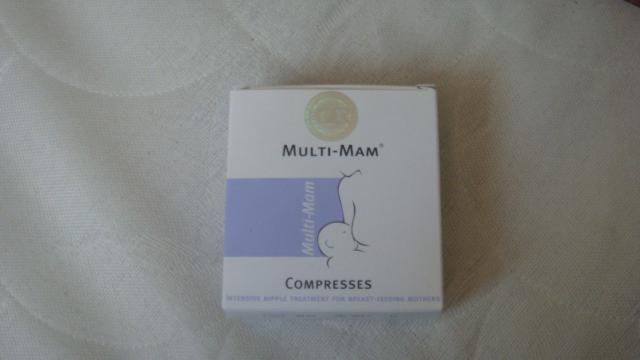 MULTI-MAM®
Multi-Mam
COMPRESSES
INTENSIVE NIPPLE TREATMENT FOR BREAST-FEEDING MOTHERS